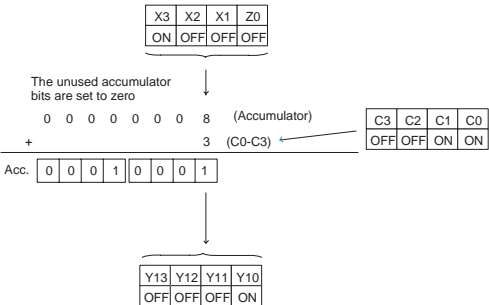 X3 X2 X1 Z0
ON OFF OFF OFF
The unused accumulator
bits are set to zero
0 0 0 0 0 0 0 8 (Accumulator)
+ 3 (C0-C3)
C3 C2 C1 C0
OFF OFF ON ON
Acc. 0 0 0 1 0 0 0 1
Y13 Y12 Y11 Y10
OFF OFF OFF ON